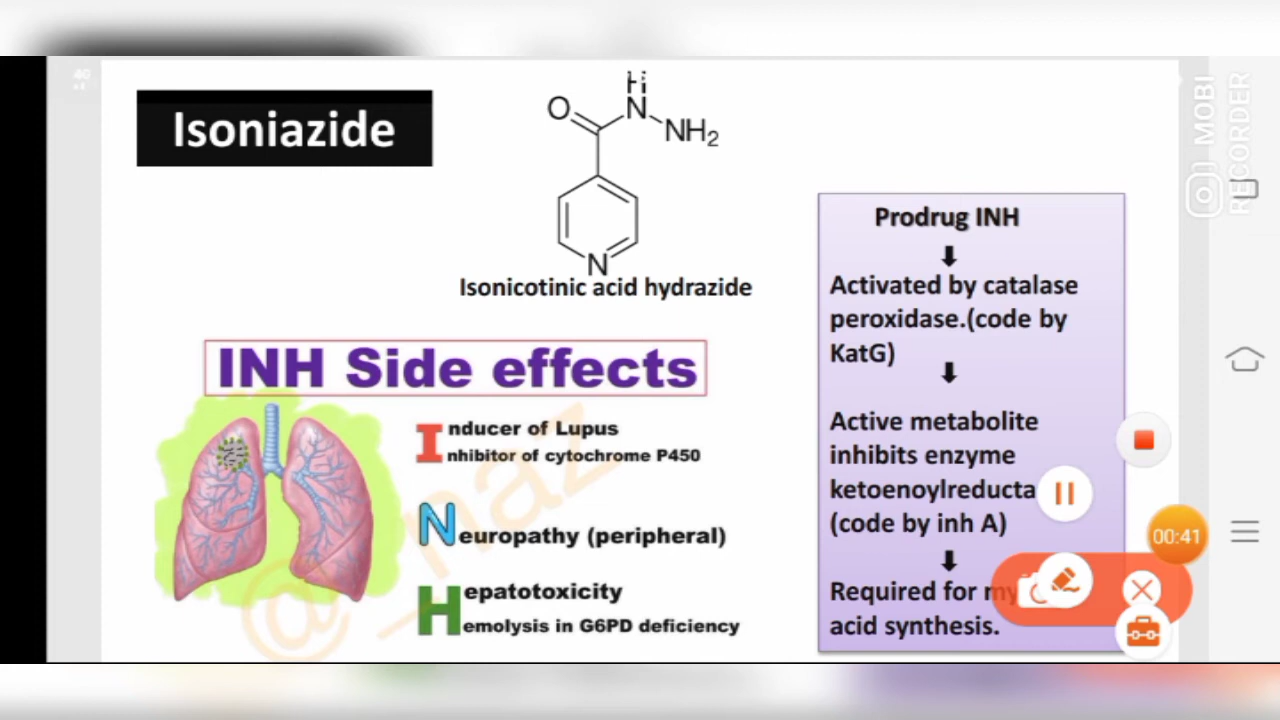 Isoniazide
H
O
N
NH2
N
Isonicotinic acid hydrazide
INH Side effects
Inducer of Lupus
Inhibitor of cytochrome P450
Neuropathy (peripheral)
Hepatotoxicity
Hemolysis in G6PD deficiency
Prodrug INH
Activated by catalase
peroxidase.(code by
KatG)
Active metabolite
inhibits enzyme
ketoenoylreducta
(code by inh A)
Required for my
acid synthesis.
MOBI
RECORDER
00:41